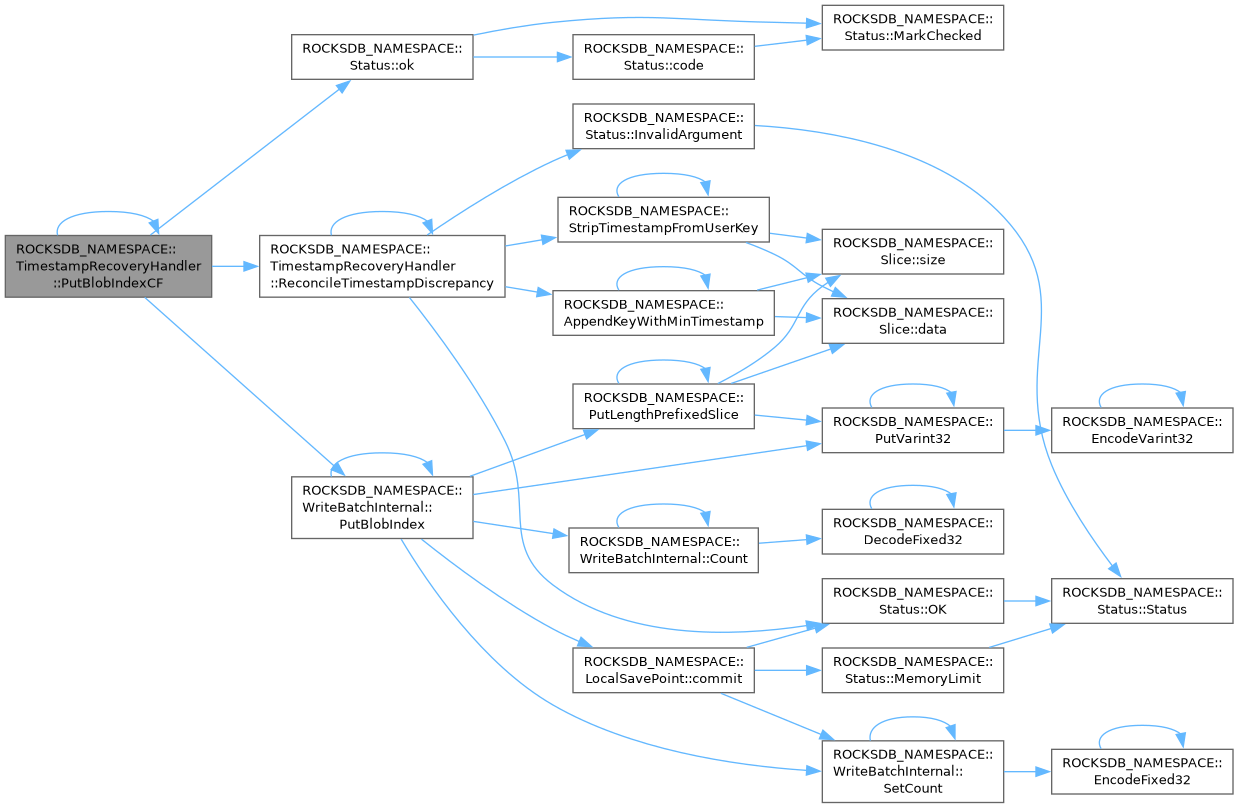 ROCKSDB_NAMESPACE::
TimestampRecoveryHandler
::PutBlobIndexCF
ROCKSDB_NAMESPACE::
Status::ok
ROCKSDB_NAMESPACE::
Status::code
ROCKSDB_NAMESPACE::
Status::MarkChecked
ROCKSDB_NAMESPACE::
TimestampRecoveryHandler
::ReconcileTimestampDiscrepancy
ROCKSDB_NAMESPACE::
Status::InvalidArgument
ROCKSDB_NAMESPACE::
StripTimestampFromUserKey
ROCKSDB_NAMESPACE::
AppendKeyWithMinTimestamp
ROCKSDB_NAMESPACE::
Slice::size
ROCKSDB_NAMESPACE::
Slice::data
ROCKSDB_NAMESPACE::
WriteBatchInternal::
PutBlobIndex
ROCKSDB_NAMESPACE::
PutLengthPrefixedSlice
ROCKSDB_NAMESPACE::
PutVarint32
ROCKSDB_NAMESPACE::
EncodeVarint32
ROCKSDB_NAMESPACE::
WriteBatchInternal::Count
ROCKSDB_NAMESPACE::
DecodeFixed32
ROCKSDB_NAMESPACE::
LocalSavePoint::commit
ROCKSDB_NAMESPACE::
Status::OK
ROCKSDB_NAMESPACE::
Status::MemoryLimit
ROCKSDB_NAMESPACE::
Status::Status
ROCKSDB_NAMESPACE::
WriteBatchInternal::
SetCount
ROCKSDB_NAMESPACE::
EncodeFixed32